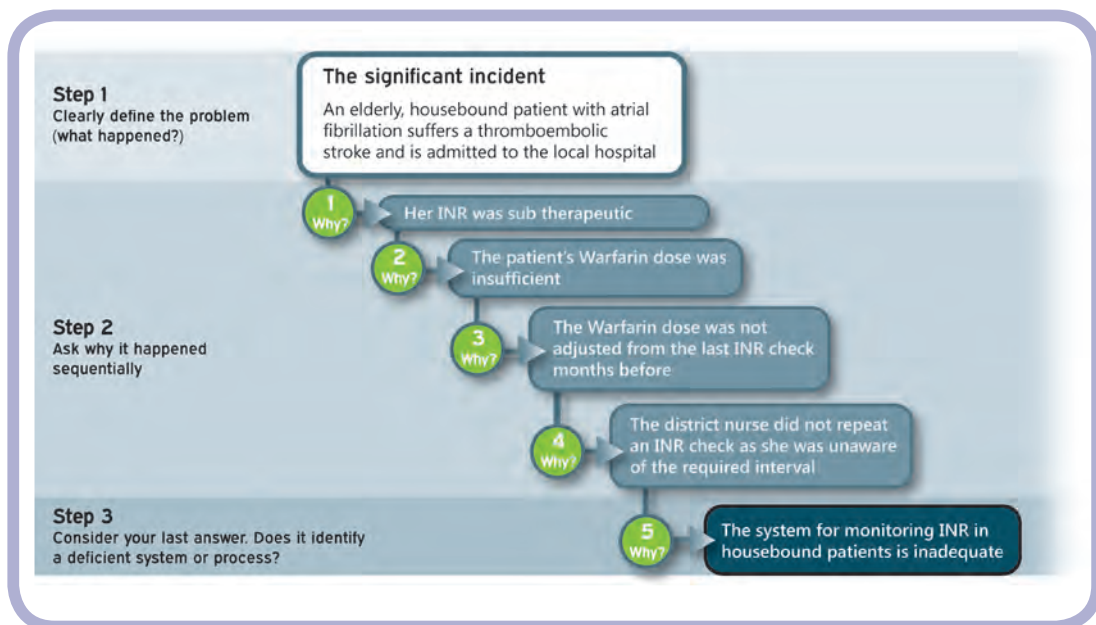 Step 1
Clearly define the problem
(what happened?)
The significant incident
An elderly, housebound patient with atrial
fibrillation suffers a thromboembolic
stroke and is admitted to the local hospital
Step 2
Ask why it happened
sequentially
1
Why?
Her INR was sub therapeutic
2
Why?
The patient's Warfarin dose was
insufficient
3
Why?
The Warfarin dose was not
adjusted from the last INR check
months before
4
Why?
The district nurse did not repeat
an INR check as she was unaware
of the required interval
Step 3
Consider your last answer. Does it identify
a deficient system or process?
5
Why?
The system for monitoring INR in
housebound patients is inadequate